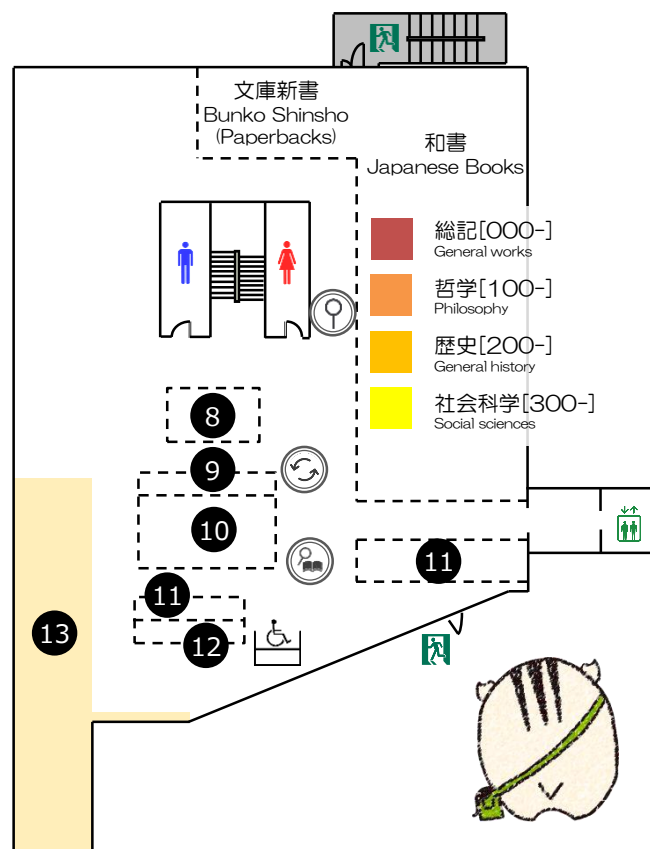 文庫新書
Bunko Shinsho
(Paperbacks)
和書
Japanese Books
総記[000-]
General works
哲学[100-]
Philosophy
歴史[200-]
General history
社会科学[300-]
Social sciences
8
9
10
11
11
12
13